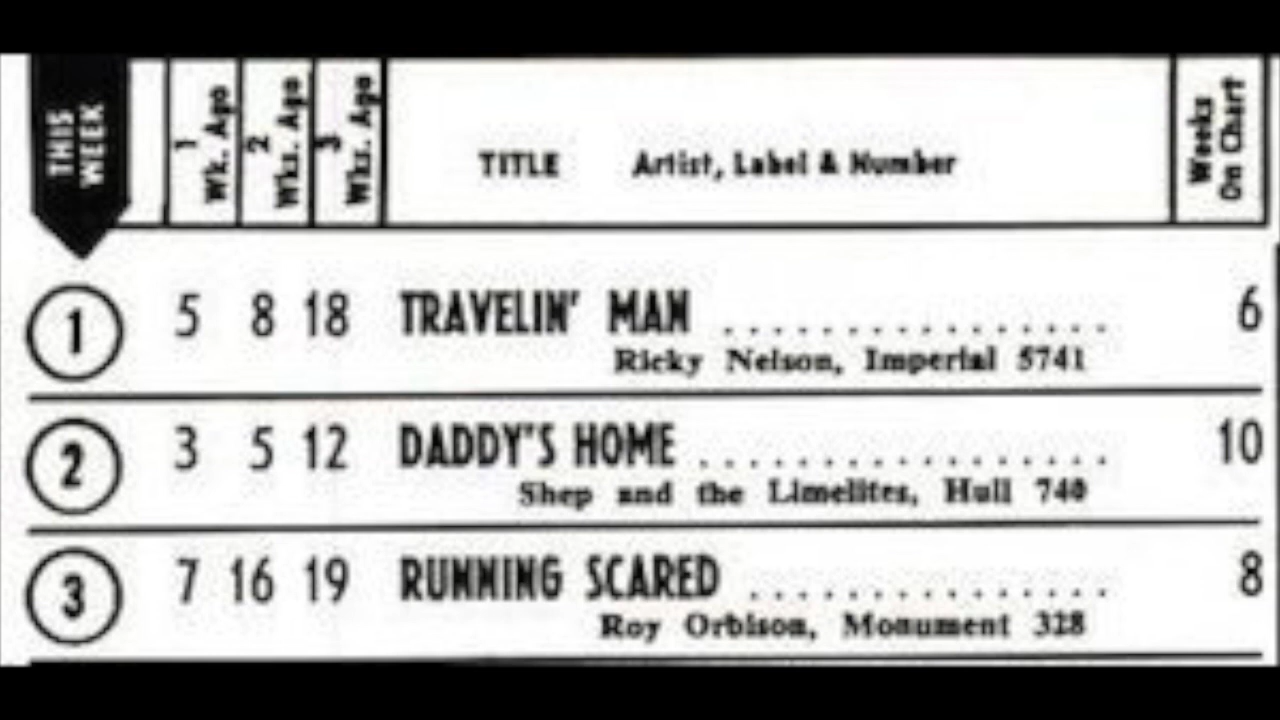 THIS WEEK
1 Wk. Ago
2 Wks. Ago
3 Wks. Ago
TITLE Artist, Label & Number
Weeks On Chart
1 5 8 18 TRAVELIN' MAN . . . . . . . . . . . . . . . . 6
Ricky Nelson, Imperial 5741
2 3 5 12 DADDY'S HOME . . . . . . . . . . . . . . . . . 10
Shep and the Limelites, Hull 740
3 7 16 19 RUNNING SCARED . . . . . . . . . . . . . . . 8
Roy Orbison, Monument 328